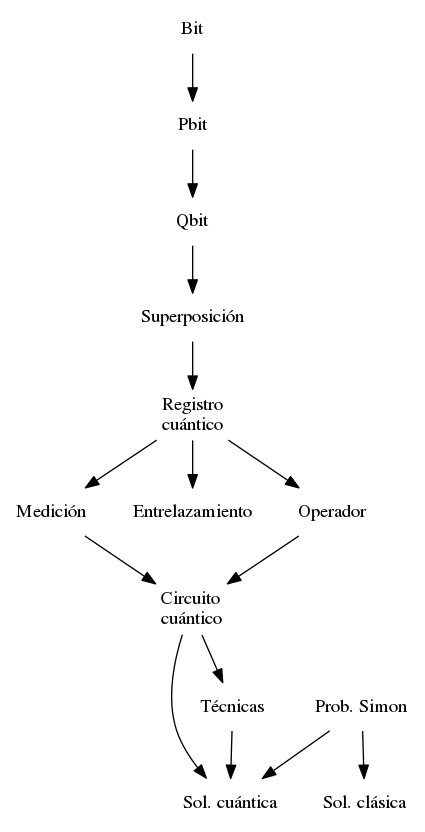 Bit
Pbit
Qbit
Superposición
Registro
cuántico
Medición
Entrelazamiento
Operador
Circuito
cuántico
Técnicas
Prob. Simon
Sol. cuántica
Sol. clásica